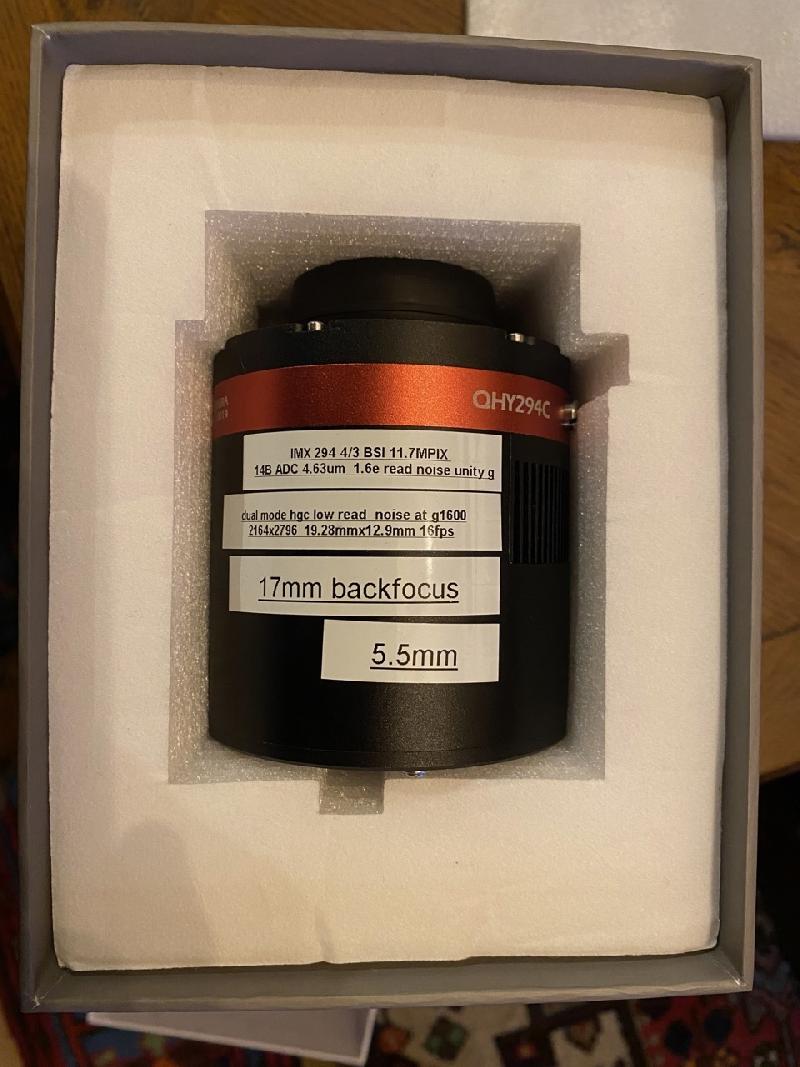 QHY294C
IMX 294 4/3 BSI 11.7MPIX
14B ADC 4.63um 1.6e read noise unity g
dual mode hgc low read noise at g1600
2164x2796 19.28mmx12.9mm 16fps
17mm backfocus
5.5mm